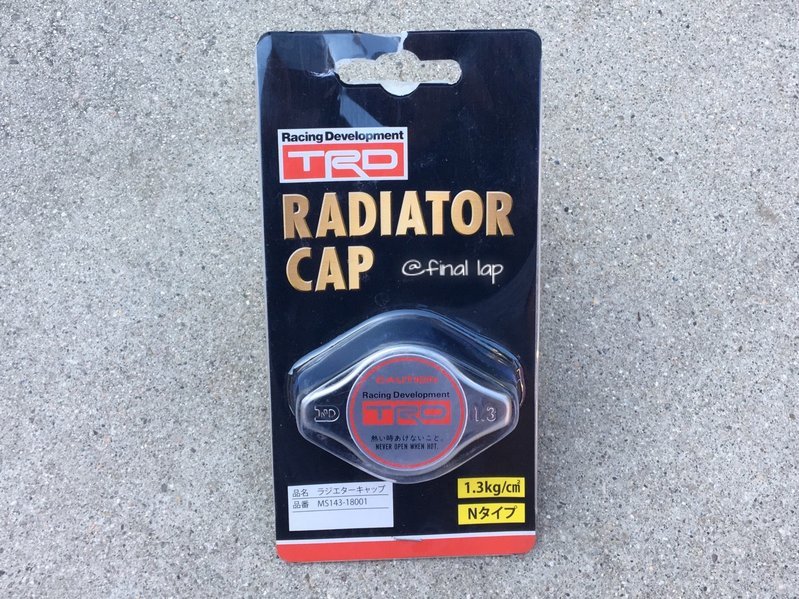 Racing Development
TRD
RADIATOR
CAP
@final lap
CAUTION
Racing Development
TRD
TRD
1.3
熱い時あけないこと。
NEVER OPEN WHEN HOT.
品名 ラジエターキャップ
品番 MS143-18001
1.3kg/c㎡
Nタイプ